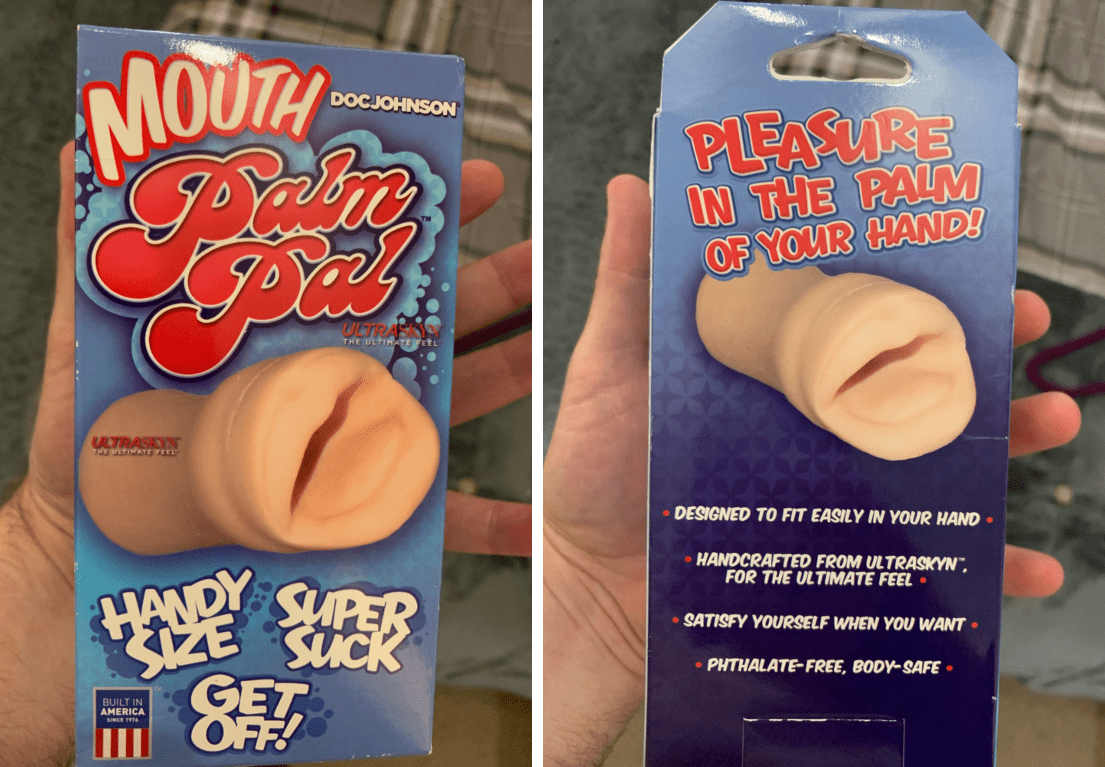 MOUTH
DOC JOHNSON
Palm
Pal™
ULTRASKYN
THE ULTIMATE FEEL
ULTRASKYN™
THE ULTIMATE FEEL
HANDY
SIZE
SUPER
SUCK
GET
OFF!
BUILT IN
AMERICA
SINCE 1976
PLEASURE
IN THE PALM
OF YOUR HAND!
• DESIGNED TO FIT EASILY IN YOUR HAND •
• HANDCRAFTED FROM ULTRASKYN™,
FOR THE ULTIMATE FEEL •
• SATISFY YOURSELF WHEN YOU WANT •
• PHTHALATE-FREE, BODY-SAFE •